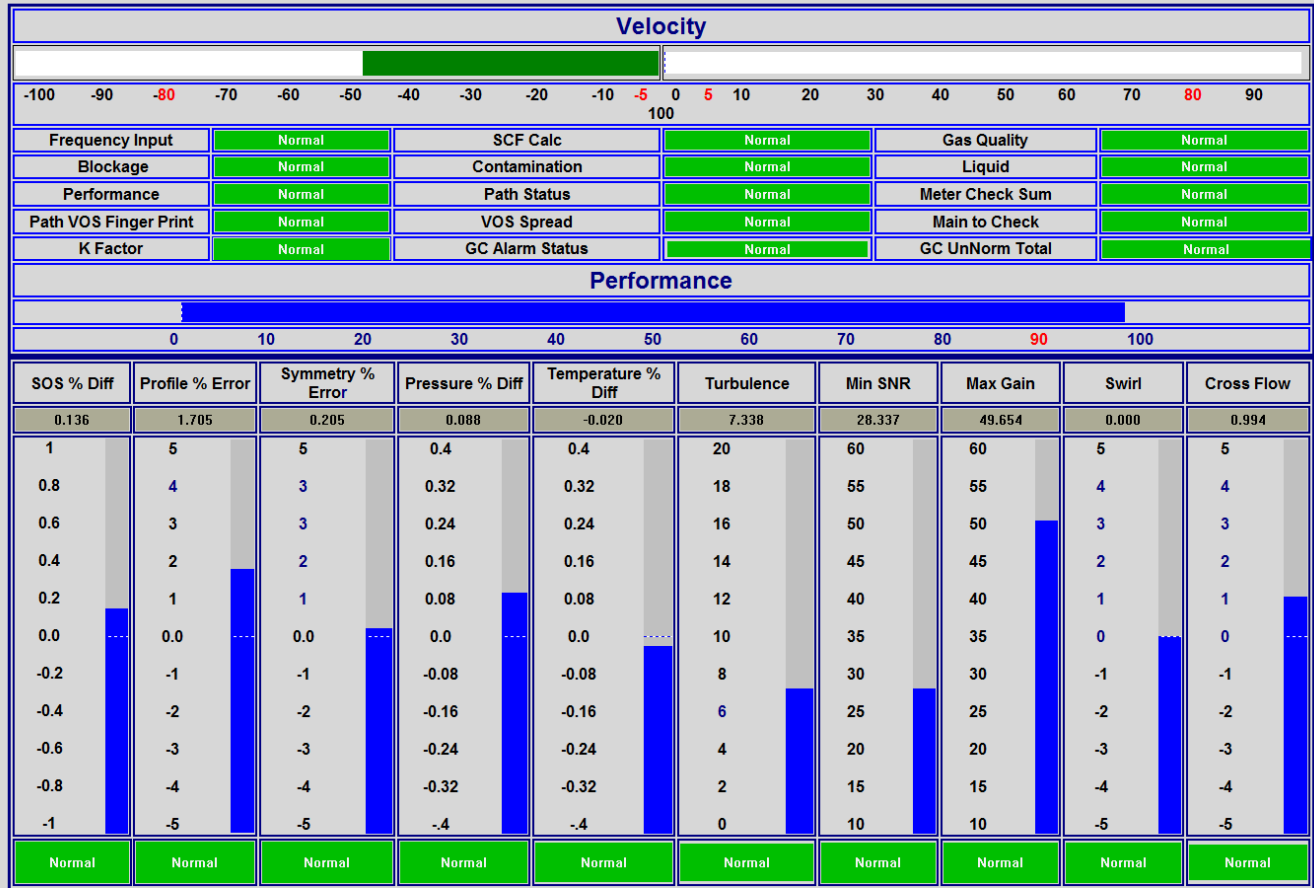 Velocity
-100 -90 -80 -70 -60 -50 -40 -30 -20 -10 -5 0 5 10 20 30 40 50 60 70 80 90
100
Frequency Input Normal SCF Calc Normal Gas Quality Normal
Blockage Normal Contamination Normal Liquid Normal
Performance Normal Path Status Normal Meter Check Sum Normal
Path VOS Finger Print Normal VOS Spread Normal Main to Check Normal
K Factor Normal GC Alarm Status Normal GC UnNorm Total Normal
Performance
0 10 20 30 40 50 60 70 80 90 100
SOS % Diff Profile % Error Symmetry % Error Pressure % Diff Temperature % Diff Turbulence Min SNR Max Gain Swirl Cross Flow
0.136 1.705 0.205 0.088 -0.020 7.338 28.337 49.654 0.000 0.994
1 5 5 0.4 0.4 20 60 60 5 5
0.8 4 3 0.32 0.32 18 55 55 4 4
0.6 3 3 0.24 0.24 16 50 50 3 3
0.4 2 2 0.16 0.16 14 45 45 2 2
0.2 1 1 0.08 0.08 12 40 40 1 1
0.0 0.0 0.0 0.0 0.0 10 35 35 0 0
-0.2 -1 -1 -0.08 -0.08 8 30 30 -1 -1
-0.4 -2 -2 -0.16 -0.16 6 25 25 -2 -2
-0.6 -3 -3 -0.24 -0.24 4 20 20 -3 -3
-0.8 -4 -4 -0.32 -0.32 2 15 15 -4 -4
-1 -5 -5 -.4 -.4 0 10 10 -5 -5
Normal Normal Normal Normal Normal Normal Normal Normal Normal Normal